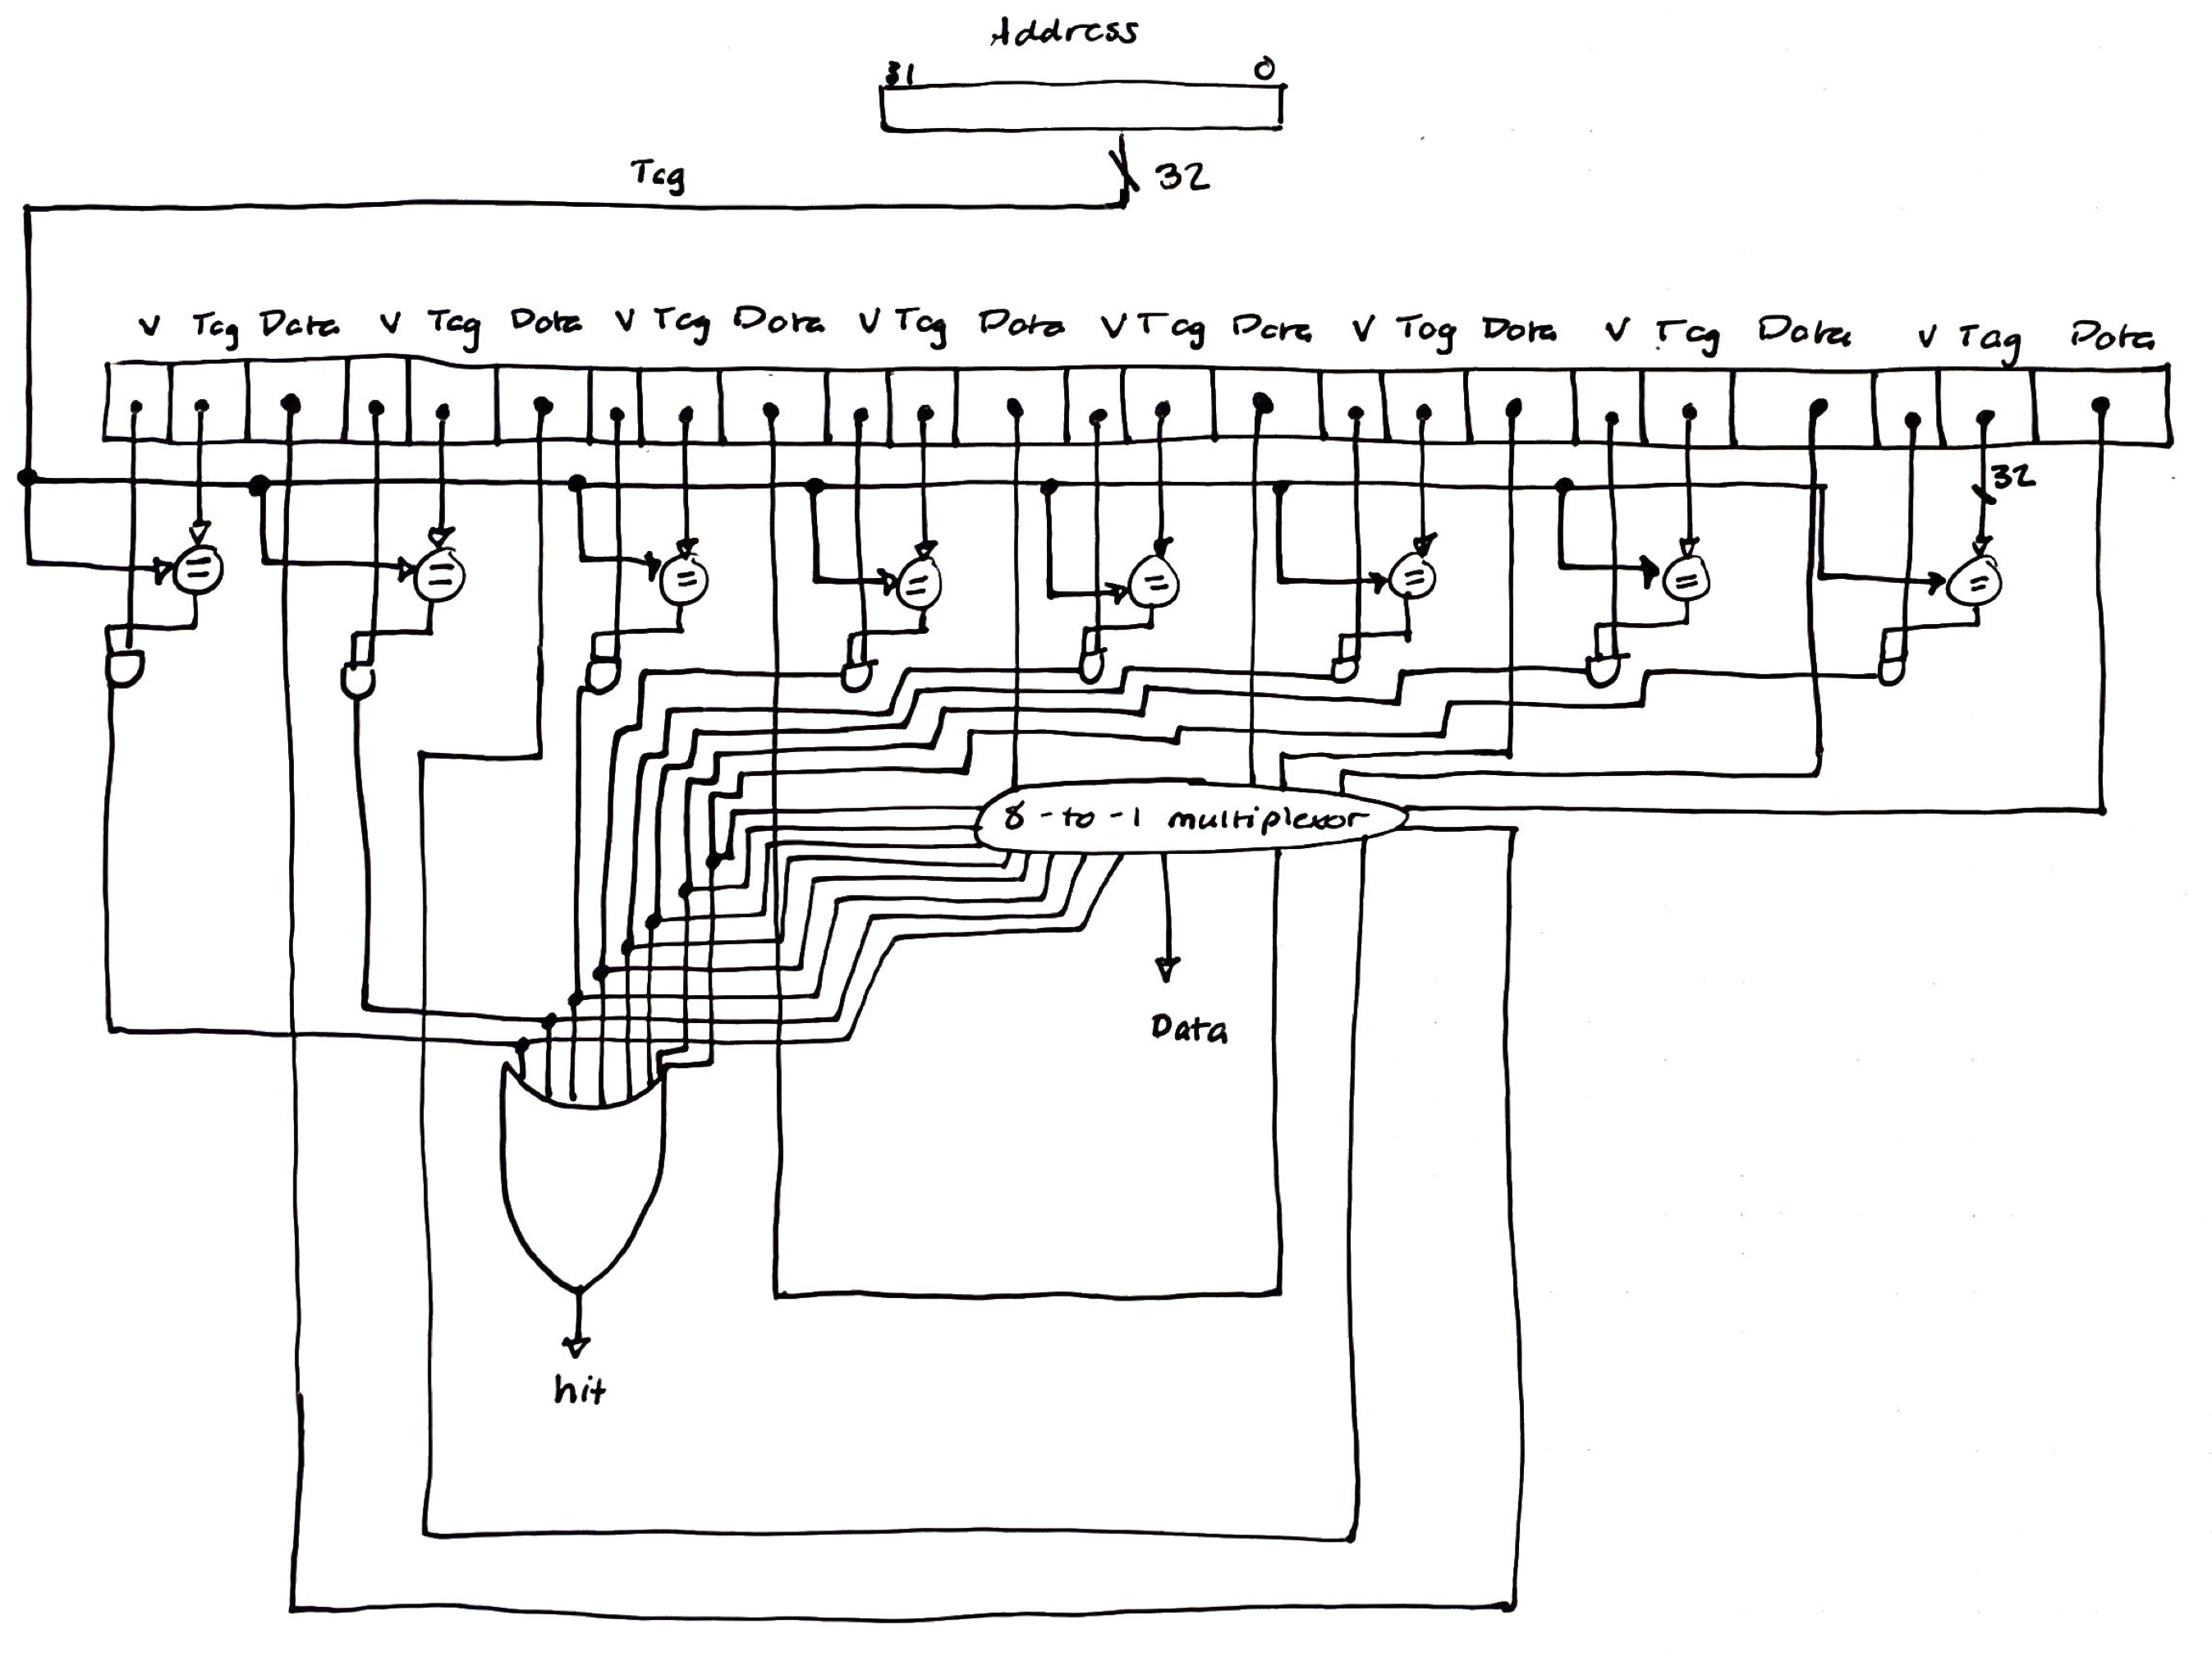 Address
31 0
Tag 32
V Tag Data V Tag Data V Tag Data V Tag Data V Tag Data V Tag Data V Tag Data V Tag Data
32
= = = = = = = =
8-to-1 multiplexor
Data
hit